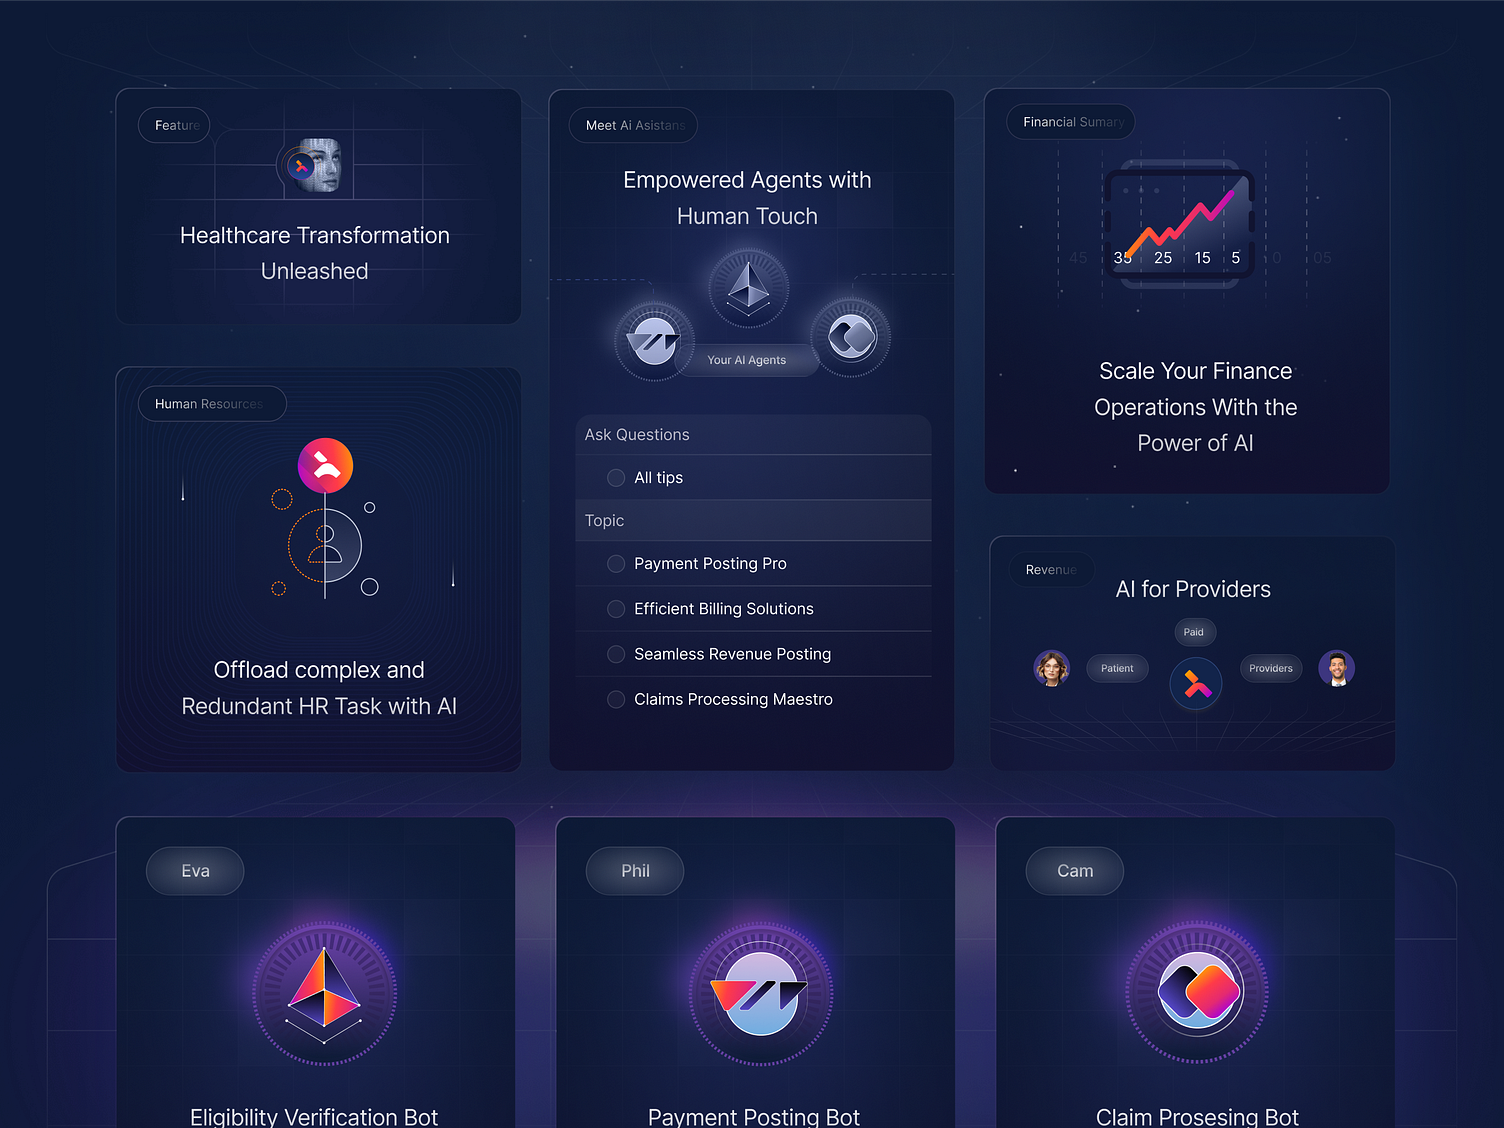 Feature
Healthcare Transformation
Unleashed
Human Resources
Offload complex and
Redundant HR Task with AI
Meet Ai Asistans
Empowered Agents with
Human Touch
Your AI Agents
Ask Questions
All tips
Topic
Payment Posting Pro
Efficient Billing Solutions
Seamless Revenue Posting
Claims Processing Maestro
Financial Sumary
45 35 25 15 5 0 05
Scale Your Finance
Operations With the
Power of AI
Revenue
AI for Providers
Paid
Patient
Providers
Eva
Eligibility Verification Bot
Phil
Payment Posting Bot
Cam
Claim Prosesing Bot